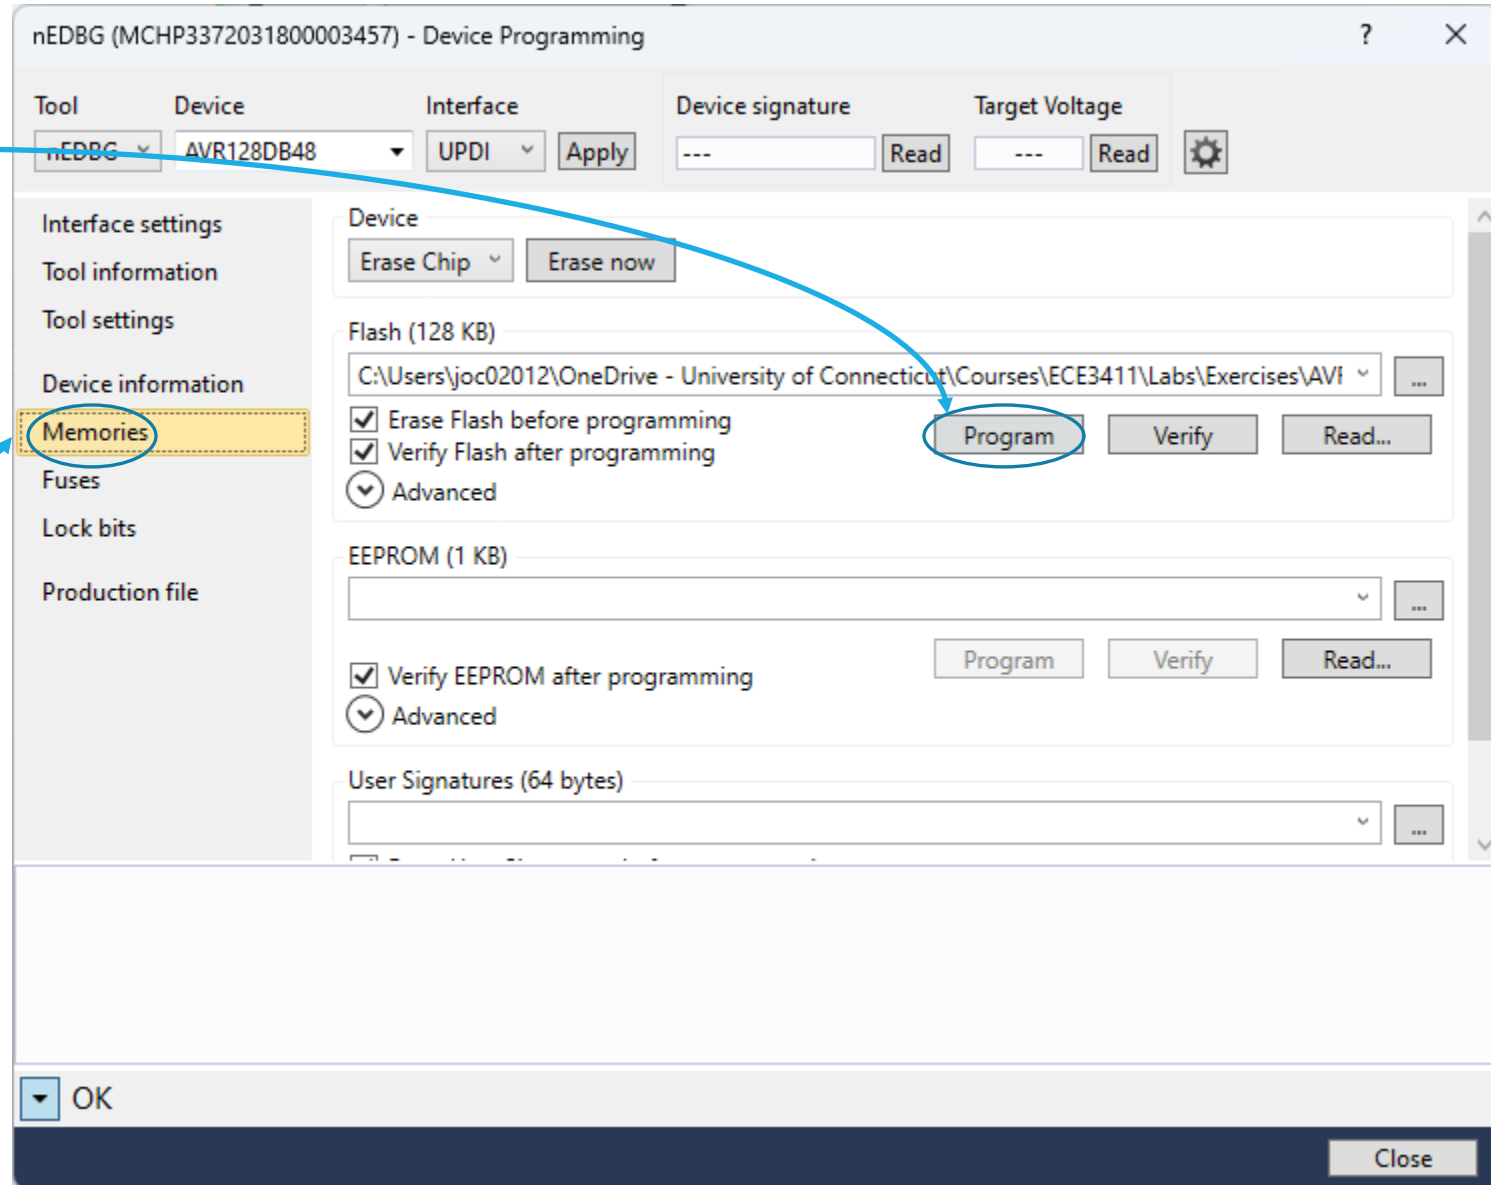 nEDBG (MCHP3372031800003457) - Device Programming
?
Tool Device Interface Device signature Target Voltage
nEDBG AVR128DB48 UPDI Apply --- Read --- Read
Interface settings
Tool information
Tool settings
Device information
Memories
Fuses
Lock bits
Production file
Device
Erase Chip Erase now
Flash (128 KB)
C:\Users\joc02012\OneDrive - University of Connecticut\Courses\ECE3411\Labs\Exercises\AVI ...
Erase Flash before programming
Verify Flash after programming
Program Verify Read...
Advanced
EEPROM (1 KB)
...
Program Verify Read...
Verify EEPROM after programming
Advanced
User Signatures (64 bytes)
...
OK
Close